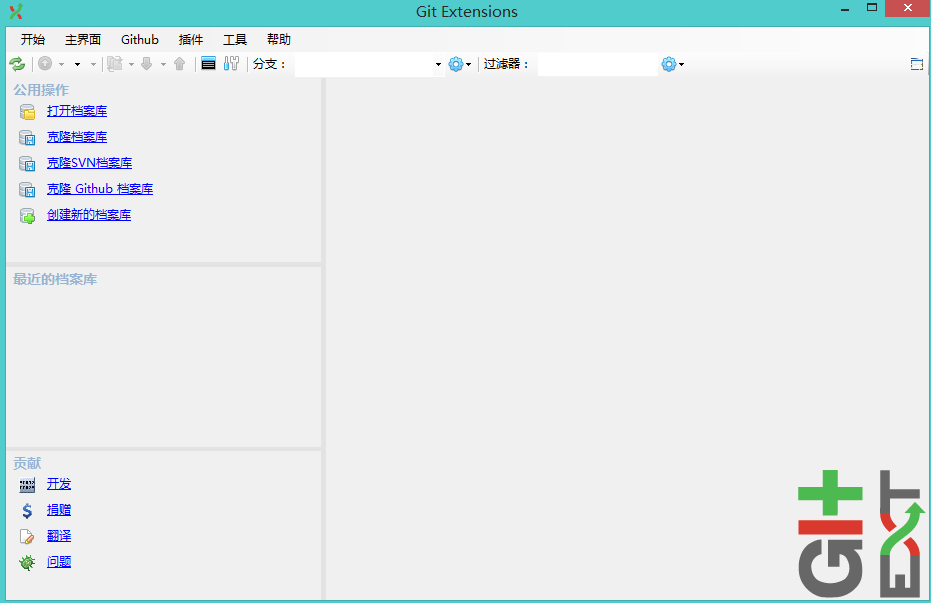 Git Extensions
开始 主界面 Github 插件 工具 帮助
分支： 过滤器：
公用操作
打开档案库
克隆档案库
克隆SVN档案库
克隆 Github 档案库
创建新的档案库
最近的档案库
贡献
开发
捐赠
翻译
问题
GIt
EXT